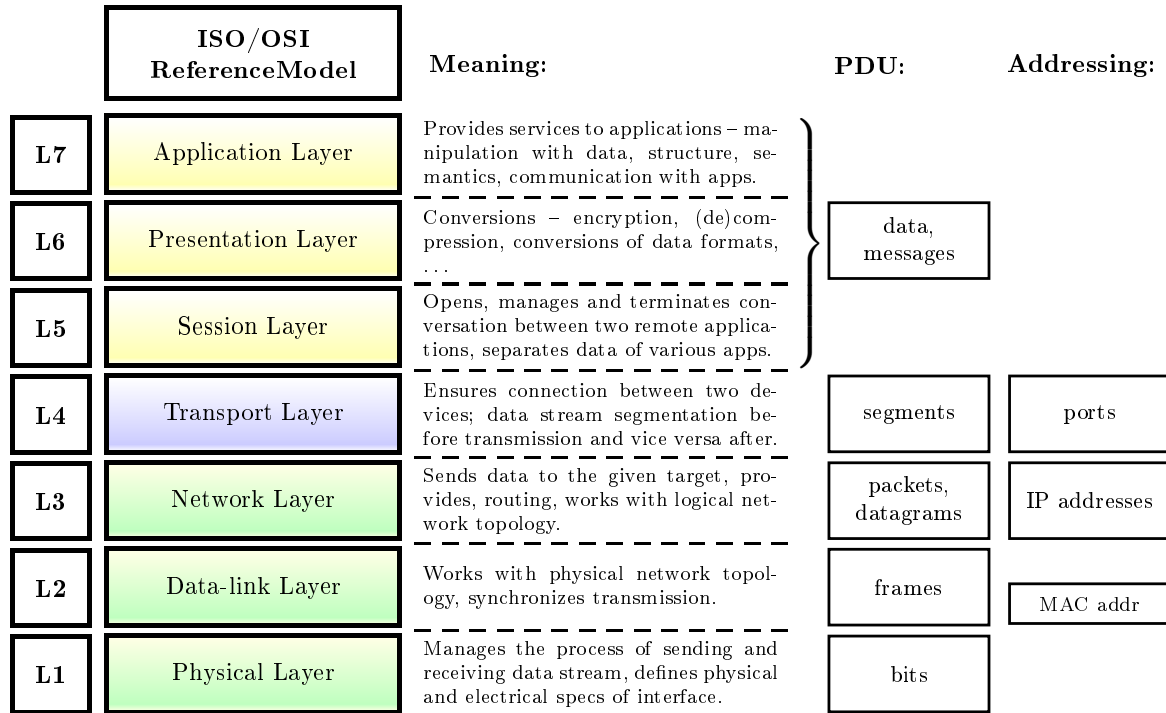 ISO/OSI
ReferenceModel
Meaning:
PDU:
Addressing:
L7
Application Layer
Provides services to applications – ma-
nipulation with data, structure, se-
mantics, communication with apps.
L6
Presentation Layer
Conversions – encryption, (de)com-
pression, conversions of data formats,
...
data,
messages
L5
Session Layer
Opens, manages and terminates con-
versation between two remote applica-
tions, separates data of various apps.
L4
Transport Layer
Ensures connection between two de-
vices; data stream segmentation be-
fore transmission and vice versa after.
segments
ports
L3
Network Layer
Sends data to the given target, pro-
vides, routing, works with logical net-
work topology.
packets,
datagrams
IP addresses
L2
Data-link Layer
Works with physical network topol-
ogy, synchronizes transmission.
frames
MAC addr
L1
Physical Layer
Manages the process of sending and
receiving data stream, defines physical
and electrical specs of interface.
bits